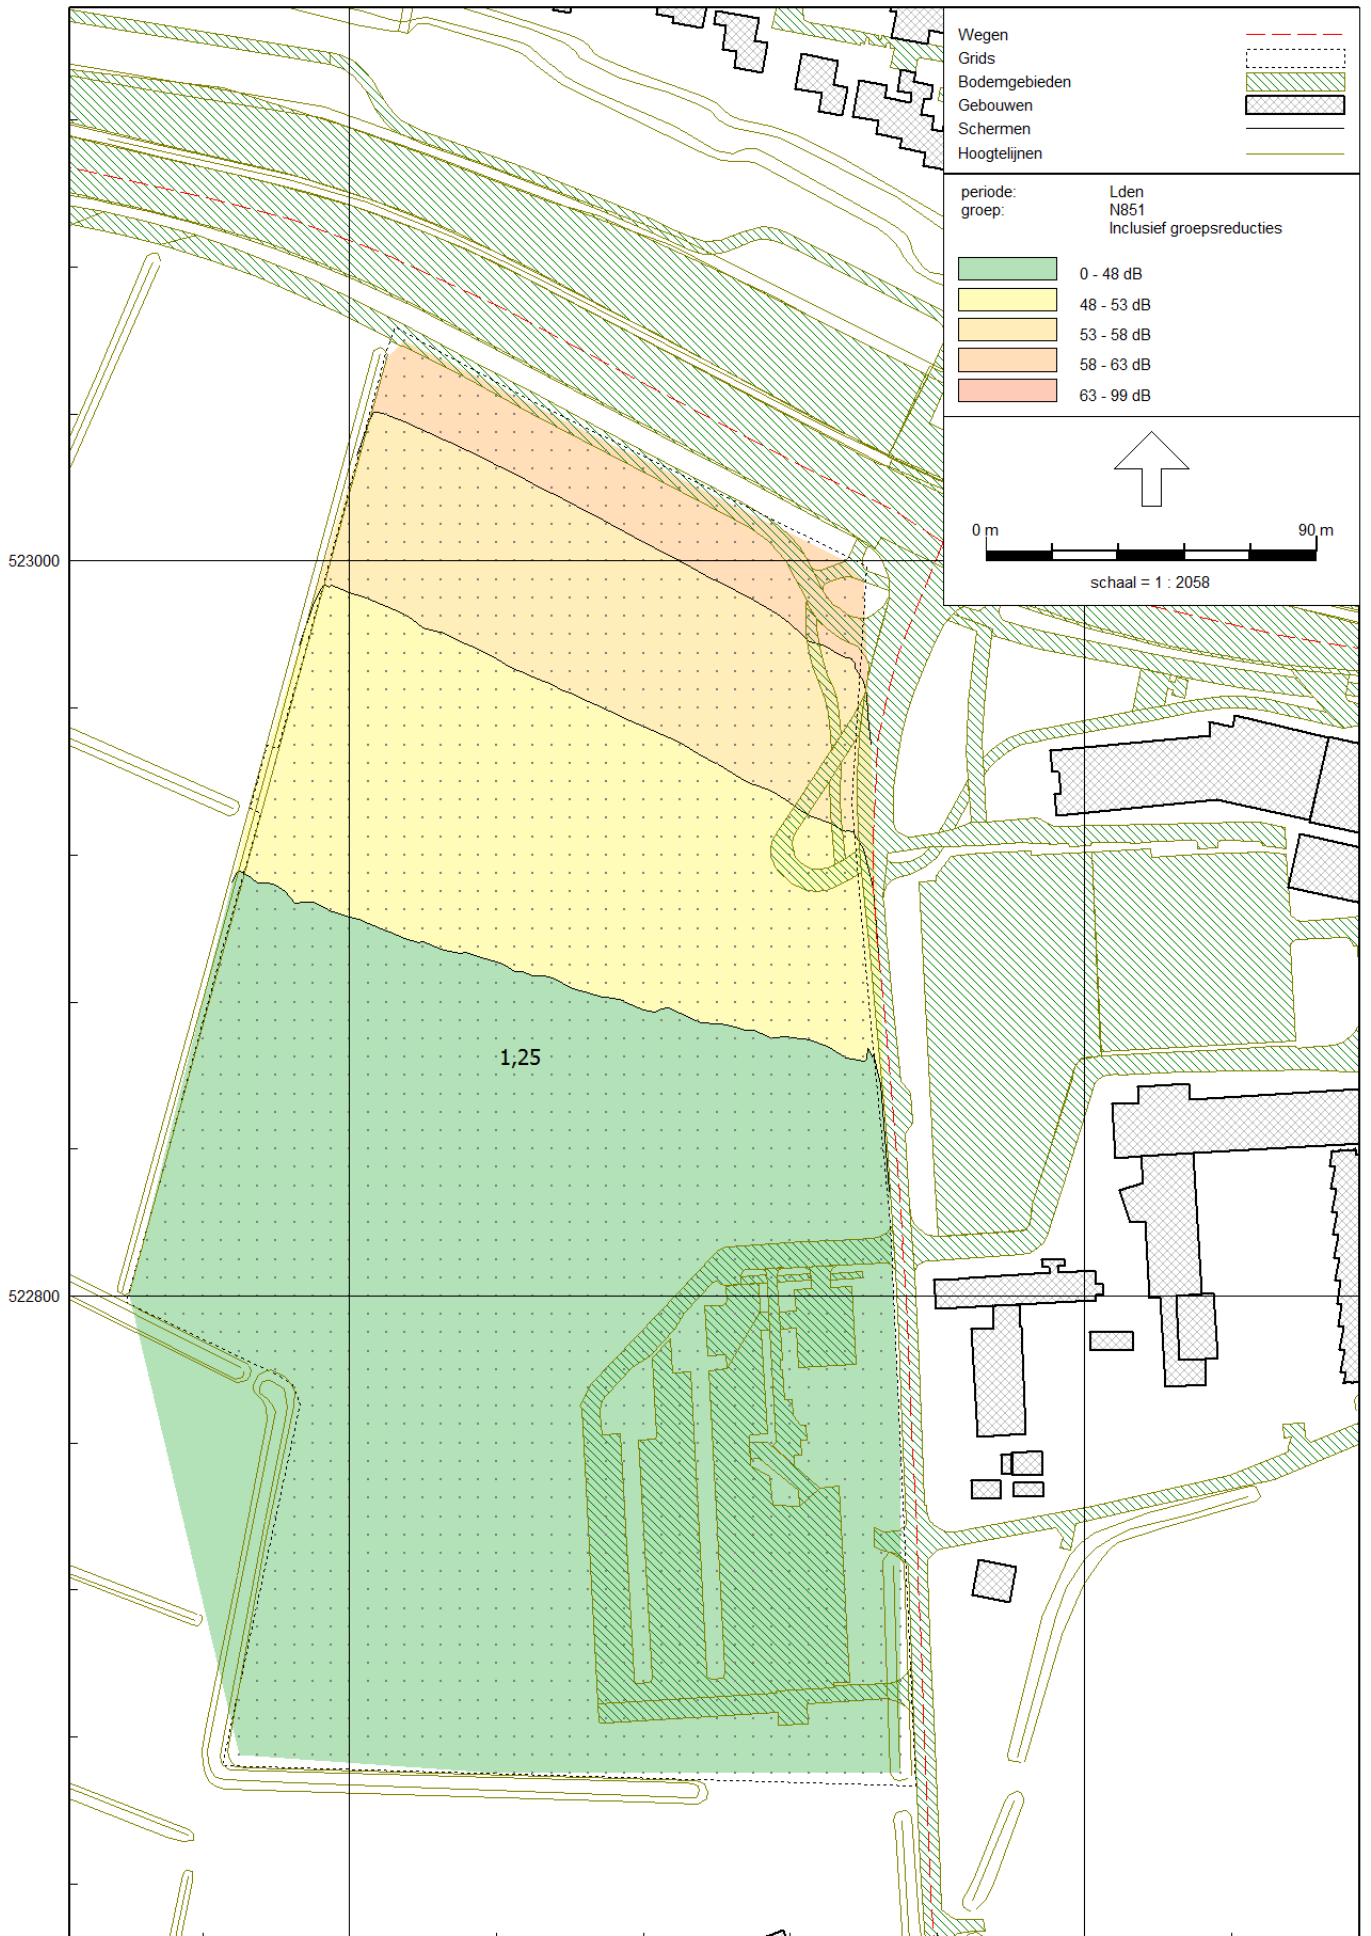 Wegen
Grids
Bodemgebieden
Gebouwen
Schermen
Hoogtelijnen
periode: Lden
groep: N851
Inclusief groepsreducties
0 - 48 dB
48 - 53 dB
53 - 58 dB
58 - 63 dB
63 - 99 dB
0 m 90 m
schaal = 1 : 2058
523000
1,25
522800